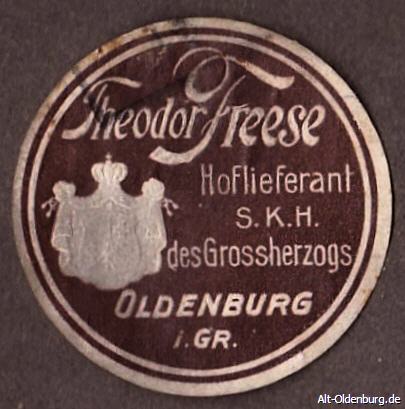 Theodor Freese
Hoflieferant
S.K.H.
des Grossherzogs
OLDENBURG
i. GR.
Alt-Oldenburg.de